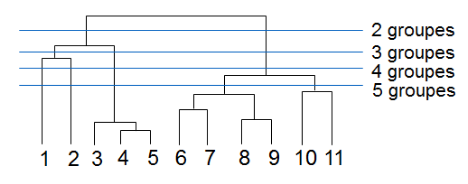 2 groupes
3 groupes
4 groupes
5 groupes
1 2 3 4 5 6 7 8 9 10 11